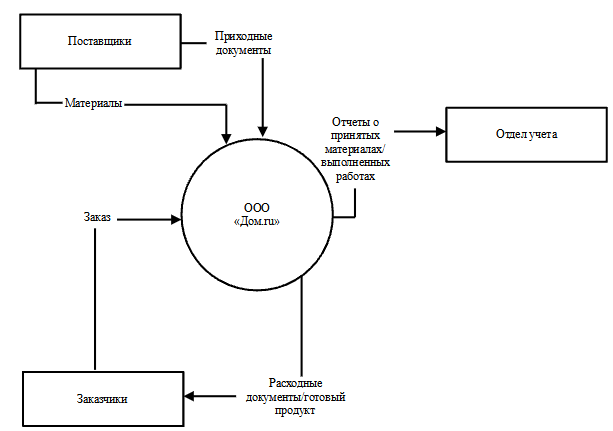 Поставщики
Приходные
документы
Материалы
Отчеты о
принятых
материалах/
выполненных
работах
Отдел учета
ООО
«Дом.ru»
Заказ
Заказчики
Расходные
документы/готовый
продукт